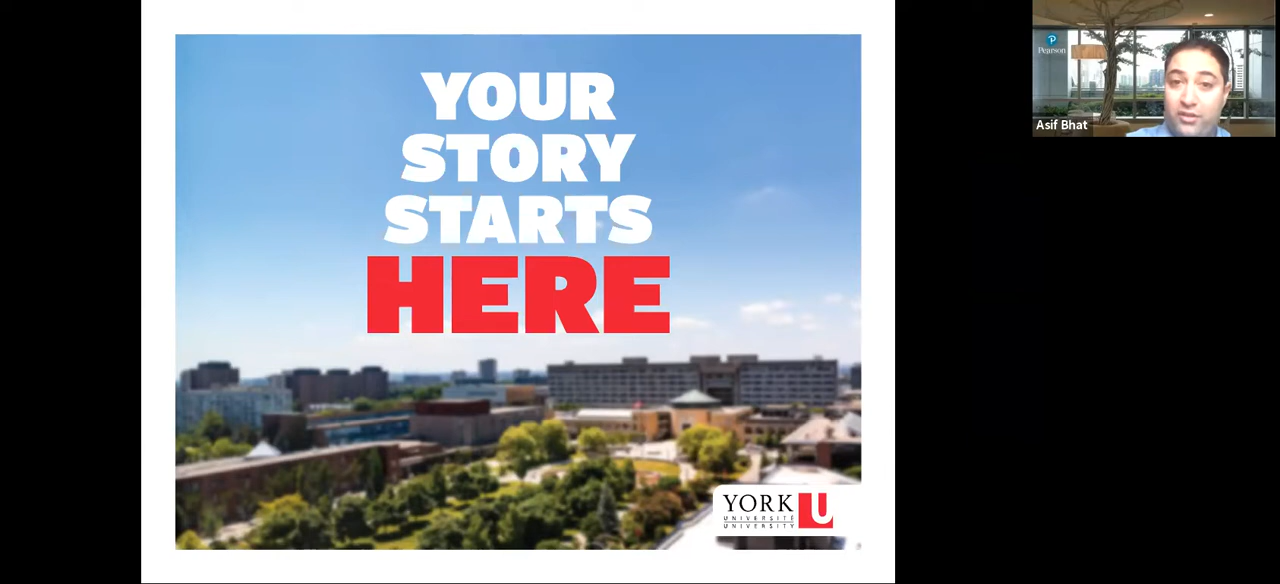 YOUR
STORY
STARTS
HERE
YORK U
UNIVERSITÉ
UNIVERSITY
Pearson
Asif Bhat